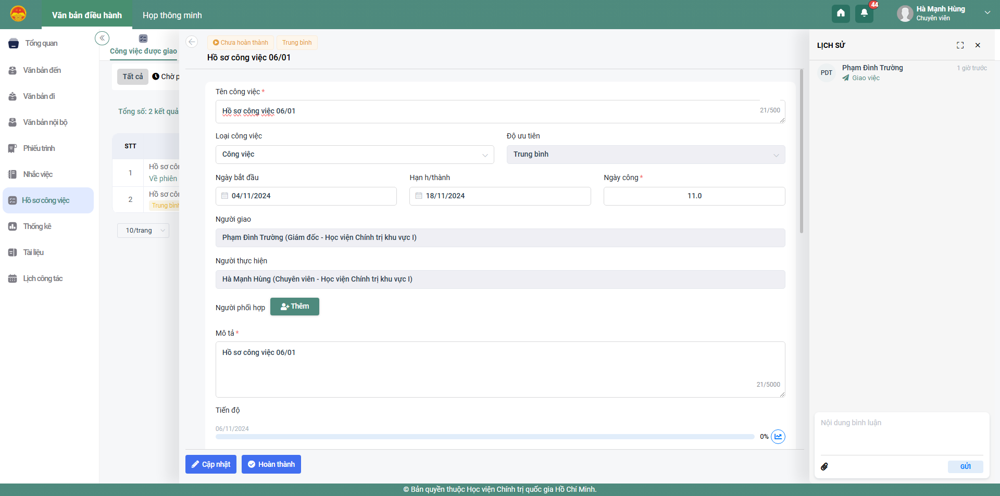 Văn bản điều hành
Họp thông minh
44
Hà Mạnh Hùng
Chuyên viên
Tổng quan
Văn bản đến
Văn bản đi
Văn bản nội bộ
Phiếu trình
Nhắc việc
Hồ sơ công việc
Thống kê
Tài liệu
Lịch công tác
Công việc được giao
Tất cả
Chờ p
Tổng số: 2 kết quả
STT
1
Hồ sơ côn
Về phiên
2
Hồ sơ côn
Trung bình
10/trang
Chưa hoàn thành
Trung bình
Hồ sơ công việc 06/01
Tên công việc *
Hồ sơ công việc 06/01
21/500
Loại công việc
Độ ưu tiên
Công việc
Trung bình
Ngày bắt đầu
Hạn h/thành
Ngày công *
04/11/2024
18/11/2024
11.0
Người giao
Phạm Đình Trường (Giám đốc - Học viện Chính trị khu vực I)
Người thực hiện
Hà Mạnh Hùng (Chuyên viên - Học viện Chính trị khu vực I)
Người phối hợp
Thêm
Mô tả *
Hồ sơ công việc 06/01
21/5000
Tiến độ
06/11/2024
0%
Cập nhật
Hoàn thành
LỊCH SỬ
PDT
Phạm Đình Trường
1 giờ trước
Giao việc
Nội dung bình luận
GỬI
© Bản quyền thuộc Học viện Chính trị quốc gia Hồ Chí Minh.